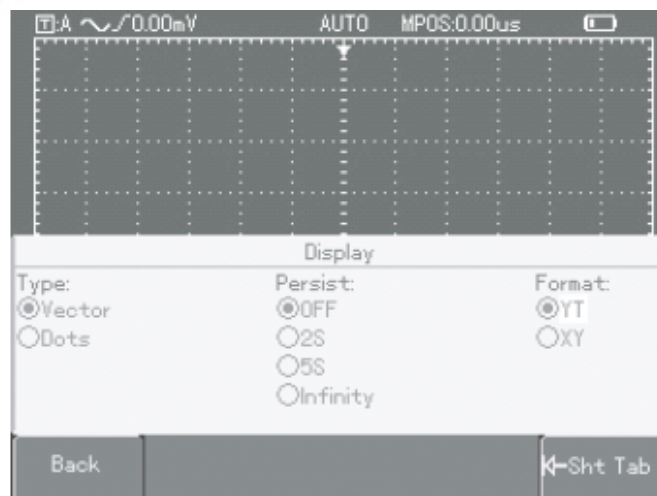 T:A 0.00mV AUTO MPOS:0.00us
Display
Type: Persist: Format:
Vector OFF YT
Dots 2S XY
5S
Infinity
Back Sht Tab